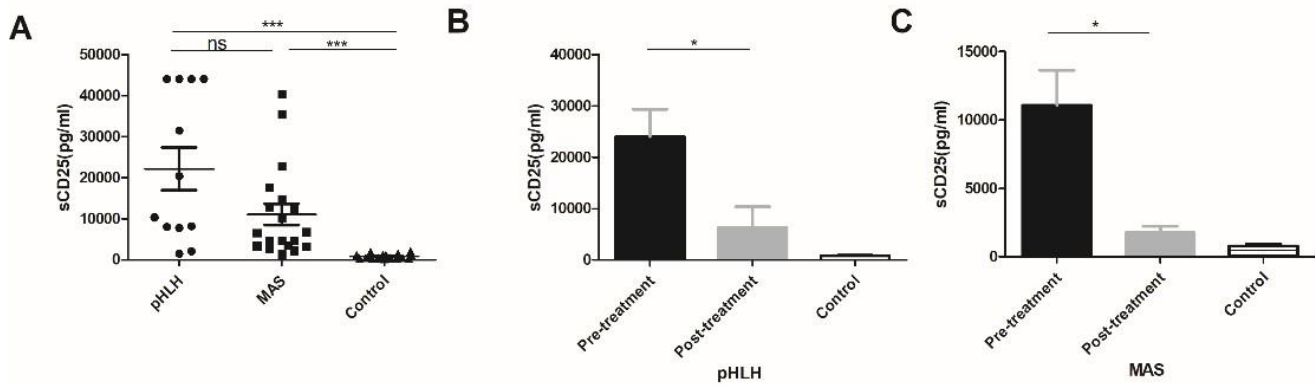 A
***
ns
***
sCD25(pg/ml)
50000
40000
30000
20000
10000
0
pHLH
MAS
Control
B
*
sCD25(pg/ml)
40000
30000
20000
10000
0
Pre-treatment
Post-treatment
Control
pHLH
C
*
sCD25(pg/ml)
15000
10000
5000
0
Pre-treatment
Post-treatment
Control
MAS